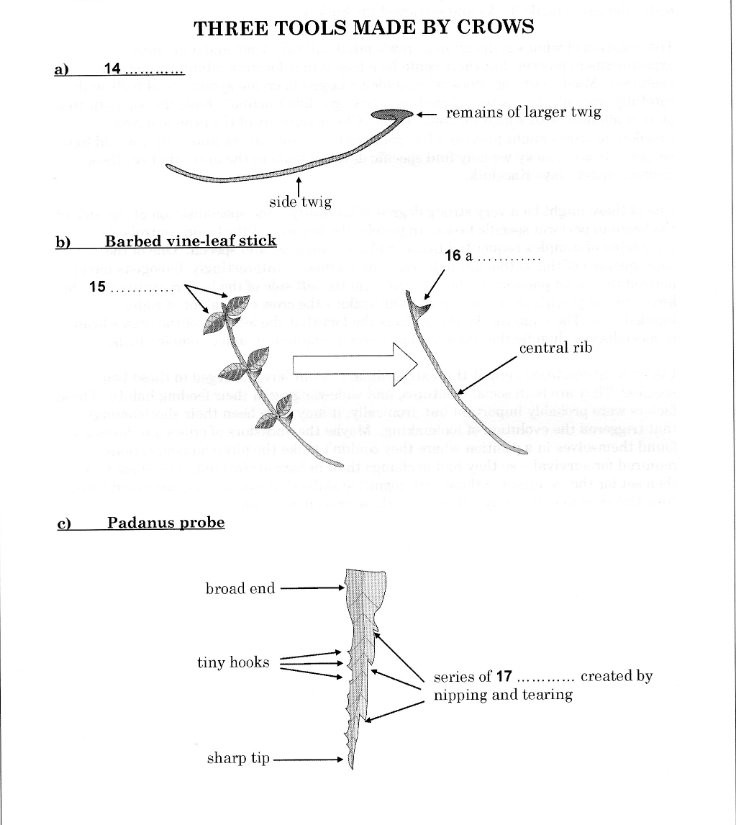 THREE TOOLS MADE BY CROWS
a) 14 ............
remains of larger twig
side twig
b) Barbed vine-leaf stick
16 a ............
15 ............
central rib
c) Padanus probe
broad end
tiny hooks
series of 17 ............ created by
nipping and tearing
sharp tip